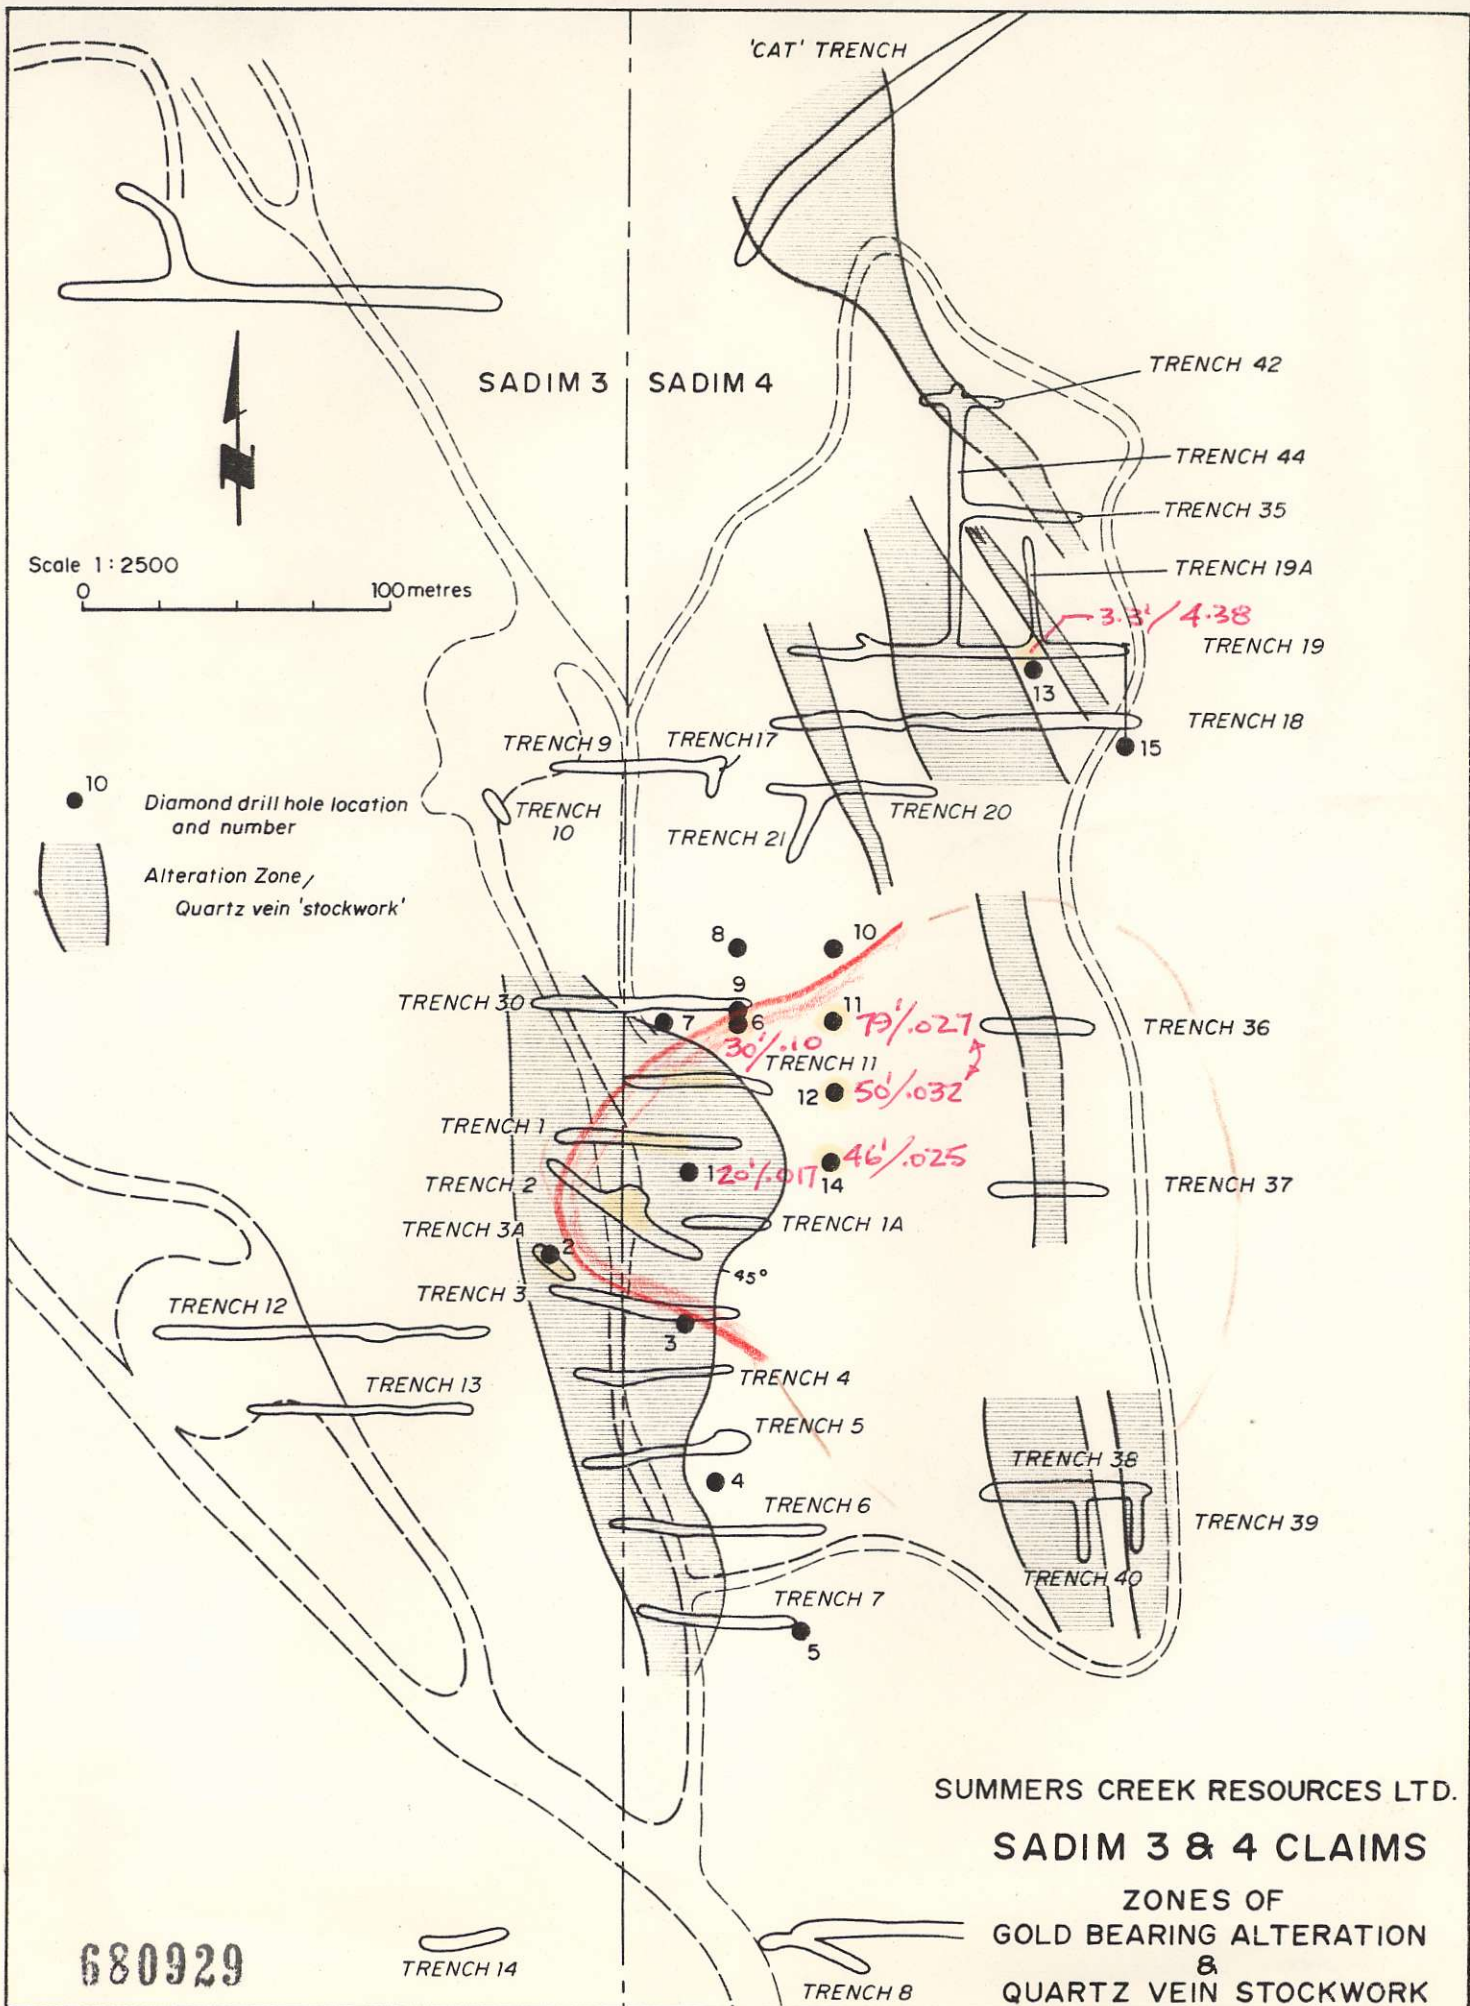 'CAT' TRENCH
SADIM 3
SADIM 4
TRENCH 42
TRENCH 44
TRENCH 35
TRENCH 19A
3.3'/4.38
TRENCH 19
13
TRENCH 18
15
Scale 1:2500
0
100 metres
TRENCH 9
TRENCH 17
TRENCH
10
TRENCH 21
TRENCH 20
10
Diamond drill hole location
and number
Alteration Zone/
Quartz vein 'stockwork'
8
10
9
TRENCH 30
7
6
11
79'/.027
30'/.10
TRENCH 11
TRENCH 36
12
50'/.032
TRENCH 1
1
20'/.017
46'/.025
14
TRENCH 2
TRENCH 37
TRENCH 1A
TRENCH 3A
2
45°
TRENCH 3
TRENCH 12
3
TRENCH 4
TRENCH 13
TRENCH 5
TRENCH 38
4
TRENCH 6
TRENCH 39
TRENCH 40
TRENCH 7
5
SUMMERS CREEK RESOURCES LTD.
SADIM 3 & 4 CLAIMS
ZONES OF
GOLD BEARING ALTERATION
&
QUARTZ VEIN STOCKWORK
680929
TRENCH 14
TRENCH 8
N